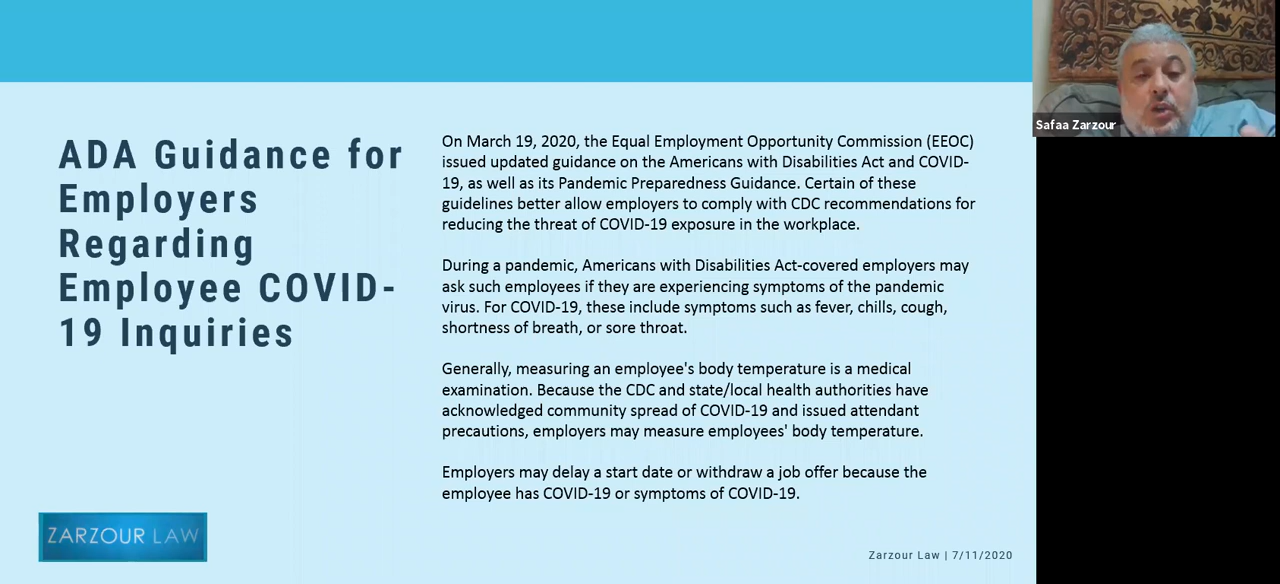 ADA Guidance for
Employers
Regarding
Employee COVID-
19 Inquiries
On March 19, 2020, the Equal Employment Opportunity Commission (EEOC)
issued updated guidance on the Americans with Disabilities Act and COVID-
19, as well as its Pandemic Preparedness Guidance. Certain of these
guidelines better allow employers to comply with CDC recommendations for
reducing the threat of COVID-19 exposure in the workplace.
During a pandemic, Americans with Disabilities Act-covered employers may
ask such employees if they are experiencing symptoms of the pandemic
virus. For COVID-19, these include symptoms such as fever, chills, cough,
shortness of breath, or sore throat.
Generally, measuring an employee's body temperature is a medical
examination. Because the CDC and state/local health authorities have
acknowledged community spread of COVID-19 and issued attendant
precautions, employers may measure employees' body temperature.
Employers may delay a start date or withdraw a job offer because the
employee has COVID-19 or symptoms of COVID-19.
ZARZOUR LAW
Zarzour Law | 7/11/2020
Safaa Zarzour